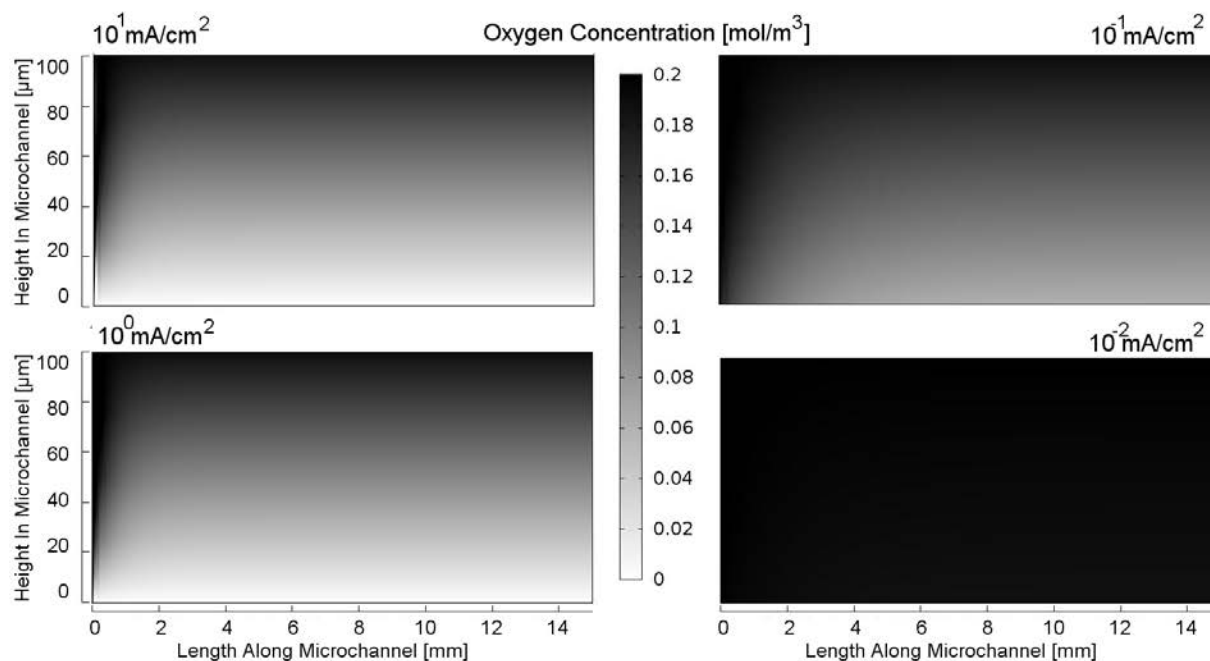 10¹mA/cm²
Oxygen Concentration [mol/m³]
10⁻¹mA/cm²
Height In Microchannel [µm]
100
80
60
40
20
0
0.2
0.18
0.16
0.14
0.12
0.1
0.08
0.06
0.04
0.02
0
10⁰mA/cm²
10⁻²mA/cm²
Height In Microchannel [µm]
100
80
60
40
20
0
0 2 4 6 8 10 12 14
Length Along Microchannel [mm]
0 2 4 6 8 10 12 14
Length Along Microchannel [mm]